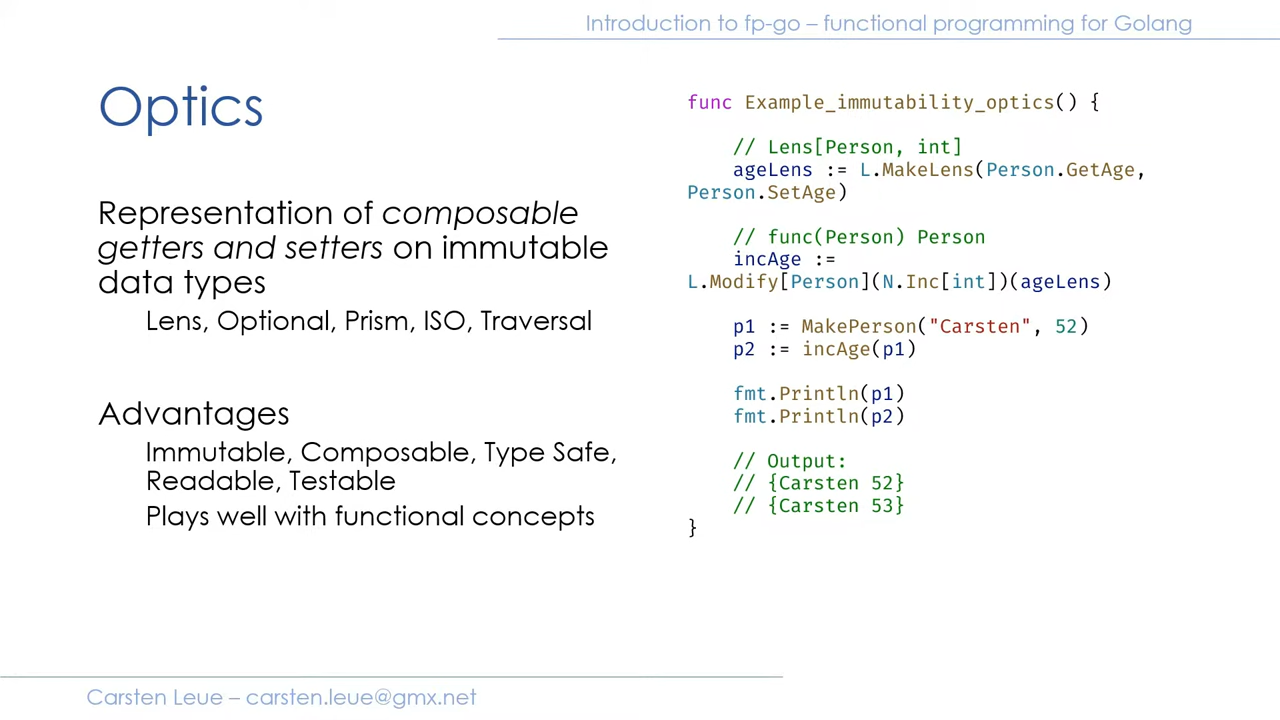 Introduction to fp-go – functional programming for Golang
Optics
Representation of composable
getters and setters on immutable
data types
Lens, Optional, Prism, ISO, Traversal
Advantages
Immutable, Composable, Type Safe,
Readable, Testable
Plays well with functional concepts
func Example_immutability_optics() {
// Lens[Person, int]
ageLens := L.MakeLens(Person.GetAge,
Person.SetAge)
// func(Person) Person
incAge :=
L.Modify[Person](N.Inc[int])(ageLens)
p1 := MakePerson("Carsten", 52)
p2 := incAge(p1)
fmt.Println(p1)
fmt.Println(p2)
// Output:
// {Carsten 52}
// {Carsten 53}
}
Carsten Leue – carsten.leue@gmx.net